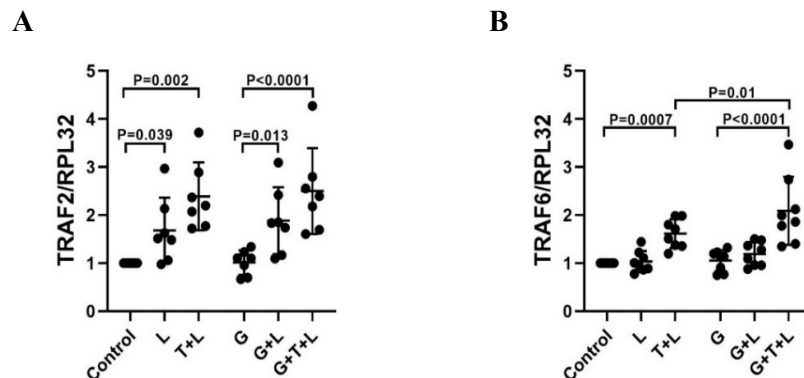 A
TRAF2/RPL32
5
4
3
2
1
0
P=0.002
P<0.0001
P=0.039
P=0.013
Control
L
T+L
G
G+L
G+T+L
B
TRAF6/RPL32
5
4
3
2
1
0
P=0.01
P=0.0007
P<0.0001
Control
L
T+L
G
G+L
G+T+L